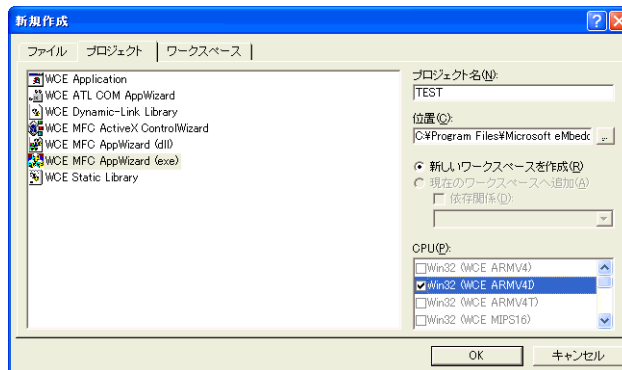 新規作成
ファイル
プロジェクト
ワークスペース
WCE Application
WCE ATL COM AppWizard
WCE Dynamic-Link Library
WCE MFC ActiveX ControlWizard
WCE MFC AppWizard (dll)
WCE MFC AppWizard (exe)
WCE Static Library
プロジェクト名(N):
TEST
位置(C):
C:¥Program Files¥Microsoft eMbedc
...
新しいワークスペースを作成(R)
現在のワークスペースへ追加(A)
依存関係(D):
CPU(P):
Win32 (WCE ARMV4)
Win32 (WCE ARMV4I)
Win32 (WCE ARMV4T)
Win32 (WCE MIPS16)
OK
キャンセル